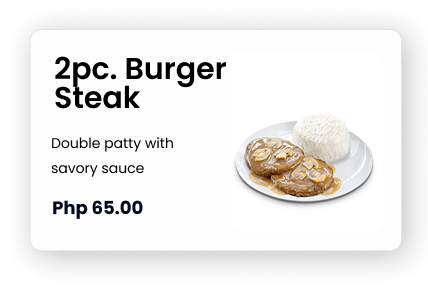 2pc. Burger
Steak
Double patty with
savory sauce
Php 65.00